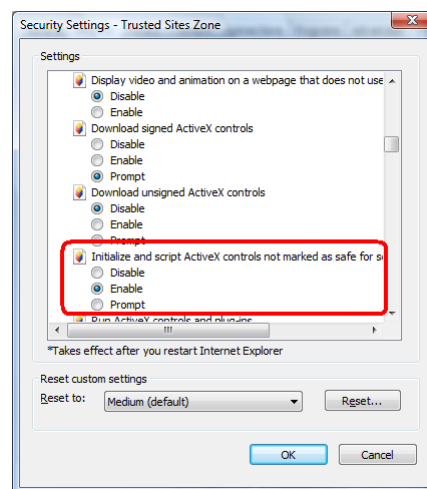 Security Settings - Trusted Sites Zone
Settings
Display video and animation on a webpage that does not use
Disable
Enable
Download signed ActiveX controls
Disable
Enable
Prompt
Download unsigned ActiveX controls
Disable
Enable
Prompt
Initialize and script ActiveX controls not marked as safe for s
Disable
Enable
Prompt
Run ActiveX controls and plug-ins
*Takes effect after you restart Internet Explorer
Reset custom settings
Reset to:
Medium (default)
Reset...
OK
Cancel